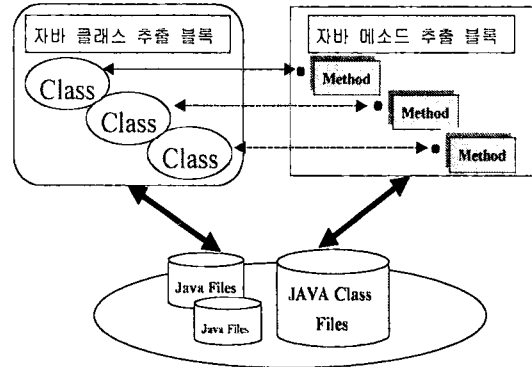 자바 클래스 추출 블록
자바 메소드 추출 블록
Class
Class
Class
Method
Method
Method
Java Files
Java Files
JAVA Class
Files